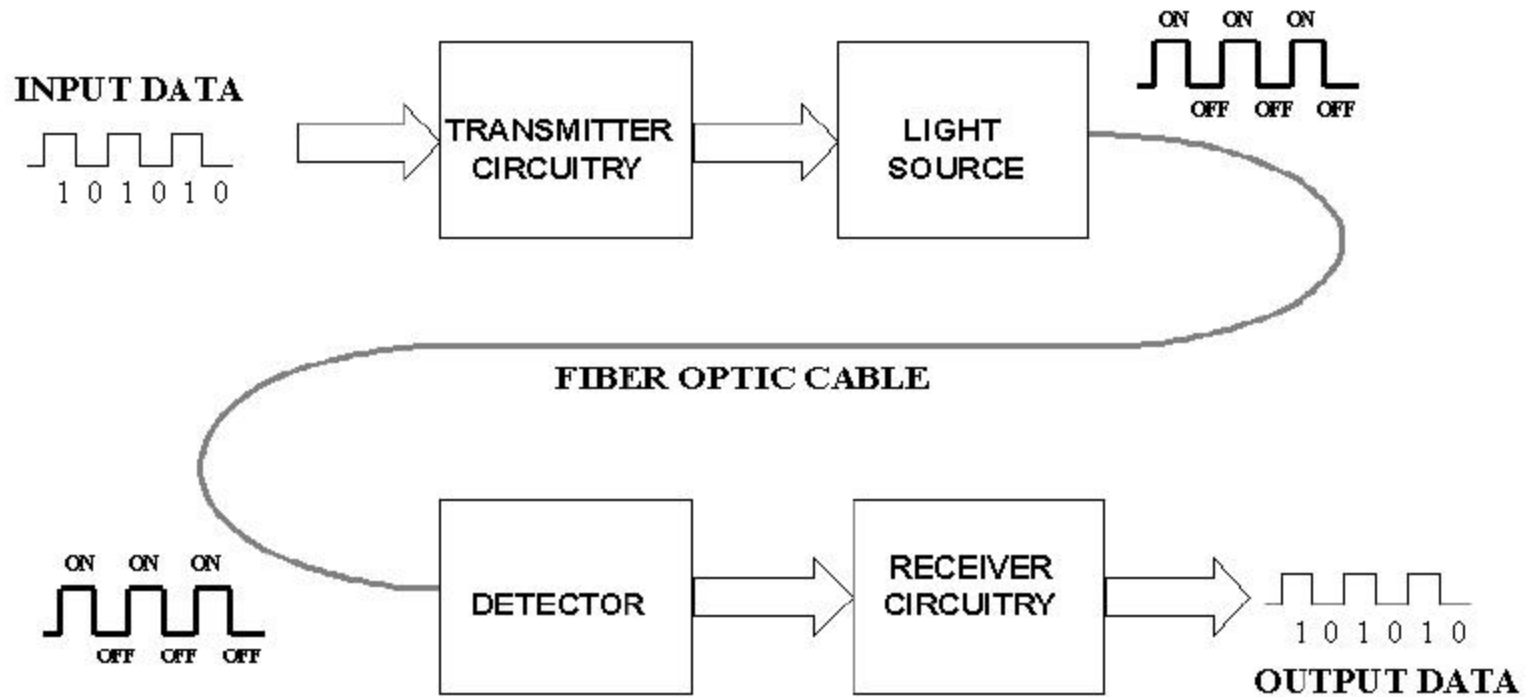 ON ON ON
OFF OFF OFF
INPUT DATA
1 0 1 0 1 0
TRANSMITTER
CIRCUITRY
LIGHT
SOURCE
FIBER OPTIC CABLE
ON ON ON
OFF OFF OFF
DETECTOR
RECEIVER
CIRCUITRY
1 0 1 0 1 0
OUTPUT DATA